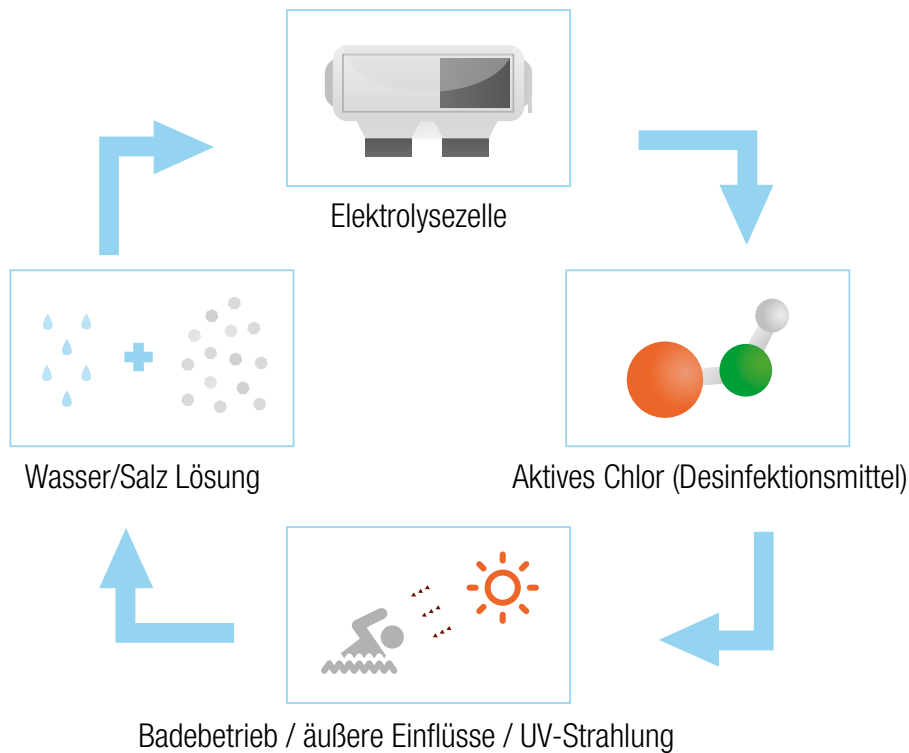 Elektrolysezelle
Wasser/Salz Lösung
Aktives Chlor (Desinfektionsmittel)
Badebetrieb / äußere Einflüsse / UV-Strahlung